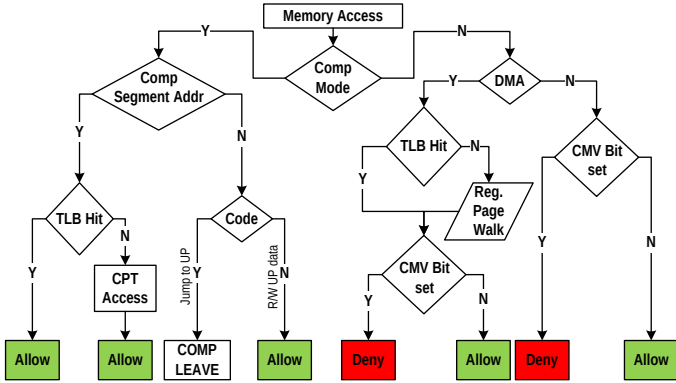 Memory Access
Y
N
Comp
Mode
Comp
Segment Addr
Y
DMA
N
Y
N
TLB Hit
N
CMV Bit
set
Y
Reg.
Page
Walk
TLB Hit
Code
N
Jump to UP
Y
R/W UP data
N
Y
CPT
Access
CMV Bit
set
Y
N
Y
N
Allow
Allow
COMP
LEAVE
Allow
Deny
Allow
Deny
Allow